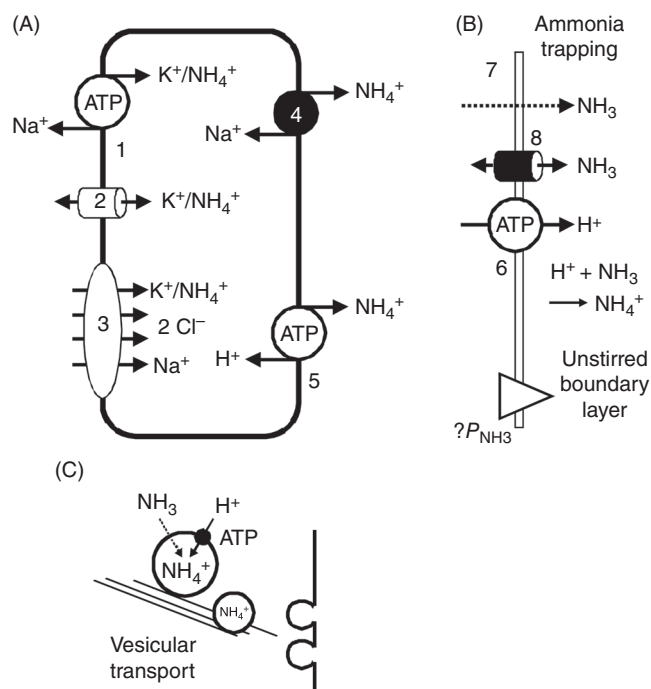 (A)
K⁺/NH₄⁺
ATP
Na⁺
1
2
K⁺/NH₄⁺
3
K⁺/NH₄⁺
2 Cl⁻
Na⁺
4
NH₄⁺
Na⁺
NH₄⁺
ATP
H⁺
5
(B)
Ammonia
trapping
7
NH₃
8
NH₃
ATP
H⁺
6
H⁺ + NH₃
NH₄⁺
Unstirred
boundary
layer
?P_NH3
(C)
NH₃
H⁺
ATP
NH₄⁺
NH₄⁺
Vesicular
transport